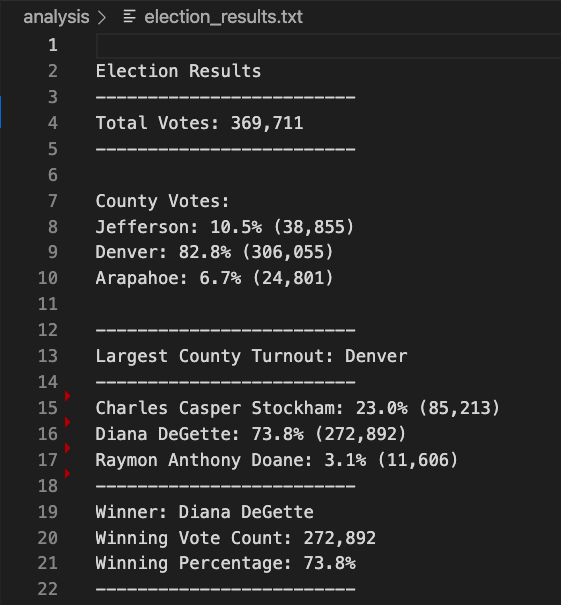 analysis > election_results.txt
1
2 Election Results
3 -------------------------
4 Total Votes: 369,711
5 -------------------------
6
7 County Votes:
8 Jefferson: 10.5% (38,855)
9 Denver: 82.8% (306,055)
10 Arapahoe: 6.7% (24,801)
11
12 -------------------------
13 Largest County Turnout: Denver
14 -------------------------
15 Charles Casper Stockham: 23.0% (85,213)
16 Diana DeGette: 73.8% (272,892)
17 Raymon Anthony Doane: 3.1% (11,606)
18 -------------------------
19 Winner: Diana DeGette
20 Winning Vote Count: 272,892
21 Winning Percentage: 73.8%
22 -------------------------